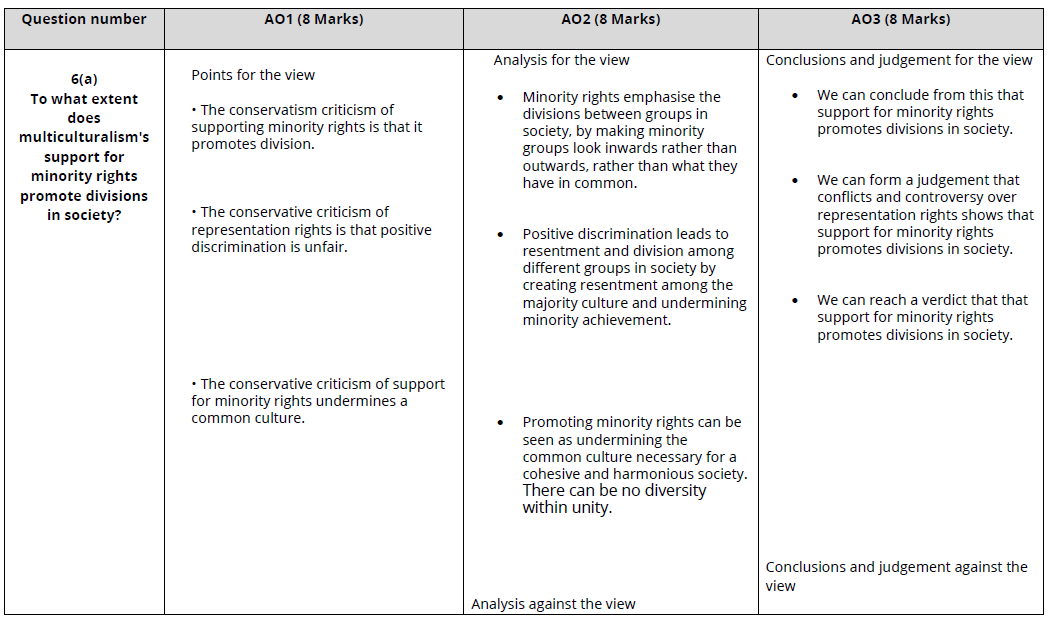 Question number
AO1 (8 Marks)
AO2 (8 Marks)
AO3 (8 Marks)
6(a)
To what extent
does
multiculturalism's
support for
minority rights
promote divisions
in society?
Points for the view
• The conservatism criticism of
supporting minority rights is that it
promotes division.
• The conservative criticism of
representation rights is that positive
discrimination is unfair.
• The conservative criticism of support
for minority rights undermines a
common culture.
Analysis for the view
• Minority rights emphasise the
divisions between groups in
society, by making minority
groups look inwards rather than
outwards, rather than what they
have in common.
• Positive discrimination leads to
resentment and division among
different groups in society by
creating resentment among the
majority culture and undermining
minority achievement.
• Promoting minority rights can be
seen as undermining the
common culture necessary for a
cohesive and harmonious society.
There can be no diversity
within unity.
Analysis against the view
Conclusions and judgement for the view
• We can conclude from this that
support for minority rights
promotes divisions in society.
• We can form a judgement that
conflicts and controversy over
representation rights shows that
support for minority rights
promotes divisions in society.
• We can reach a verdict that that
support for minority rights
promotes divisions in society.
Conclusions and judgement against the
view